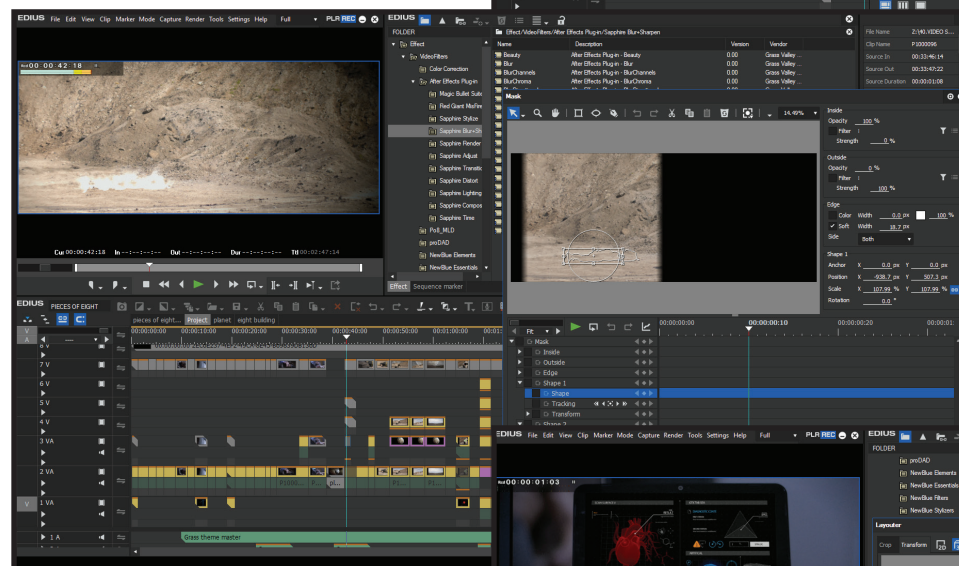 EDIUS File Edit View Clip Marker Mode Capture Render Tools Settings Help Full PLR REC
00:00:42:18
Cur 00:00:42:18 In --:--:--:-- Out --:--:--:-- Dur --:--:--:-- Ttl 00:02:47:14
EDIUS
FOLDER
Effect
VideoFilters
Color Correction
After Effects Plug-in
Magic Bullet Suite
Red Giant MisFire
Sapphire Stylize
Sapphire Blur+Sh
Sapphire Render
Sapphire Adjust
Sapphire Transitio
Sapphire Distort
Sapphire Lighting
Sapphire Compos
Sapphire Time
Po8_MLD
proDAD
NewBlue Elements
NewBlue Essentials
Effect Sequence marker
Effect/VideoFilters/After Effects Plug-in/Sapphire Blur+Sharpen
Name Description Version Vendor
Beauty After Effects Plug-in - Beauty 0.00 Grass Valley ...
Blur After Effects Plug-in - Blur 0.00 Grass Valley ...
BlurChannels After Effects Plug-in - BlurChannels 0.00 Grass Valley ...
BlurChroma After Effects Plug-in - BlurChroma 0.00 Grass Valley ...
File Name Z:\40.VIDEO S...
Clip Name P1000096
Source In 00:33:46:14
Source Out 00:33:47:22
Source Duration 00:00:01:08
Mask
14.49%
Inside
Opacity 100 %
Filter
Strength 0 %
Outside
Opacity 0 %
Filter
Strength 100 %
Edge
Color Width 0.0 px 100 %
Soft Width 18.7 px
Side Both
Shape 1
Anchor X 0.0 px Y 0.0 px
Position X -938.7 px Y 307.3 px
Scale X 107.99 % Y 107.99 %
Rotation 0.0 °
Fit
00:00:00:00 00:00:00:10 00:00:00:20 00:00:01
Mask
Inside
Outside
Edge
Shape 1
Shape
Tracking
Transform
Shape 2
EDIUS PIECES OF EIGHT
pieces of eight... Project planet eight building
00:00:00:00 00:00:10:00 00:00:20:00 00:00:30:00 00:00:40:00 00:00:50:00 00:01:00:00 00:01:
8 V
7 V
6 V
5 V
4 V
3 VA
2 VA
P1000... F... pl... P1... P1...
V 1 VA
1 A Grass theme master
EDIUS File Edit View Clip Marker Mode Capture Render Tools Settings Help Full PLR REC
00:00:01:03
EDIUS
FOLDER
proDAD
NewBlue Elements
NewBlue Essentials
NewBlue Filters
NewBlue Stylizers
Layouter
Crop Transform 2D